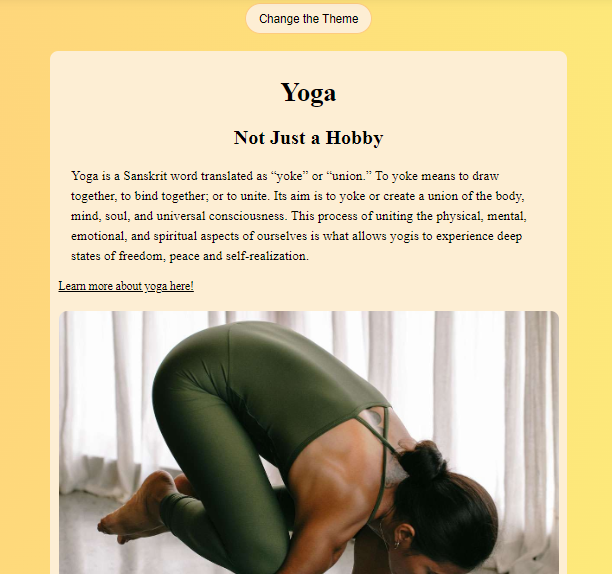 Change the Theme
Yoga
Not Just a Hobby
Yoga is a Sanskrit word translated as “yoke” or “union.” To yoke means to draw
together, to bind together; or to unite. Its aim is to yoke or create a union of the body,
mind, soul, and universal consciousness. This process of uniting the physical, mental,
emotional, and spiritual aspects of ourselves is what allows yogis to experience deep
states of freedom, peace and self-realization.
Learn more about yoga here!